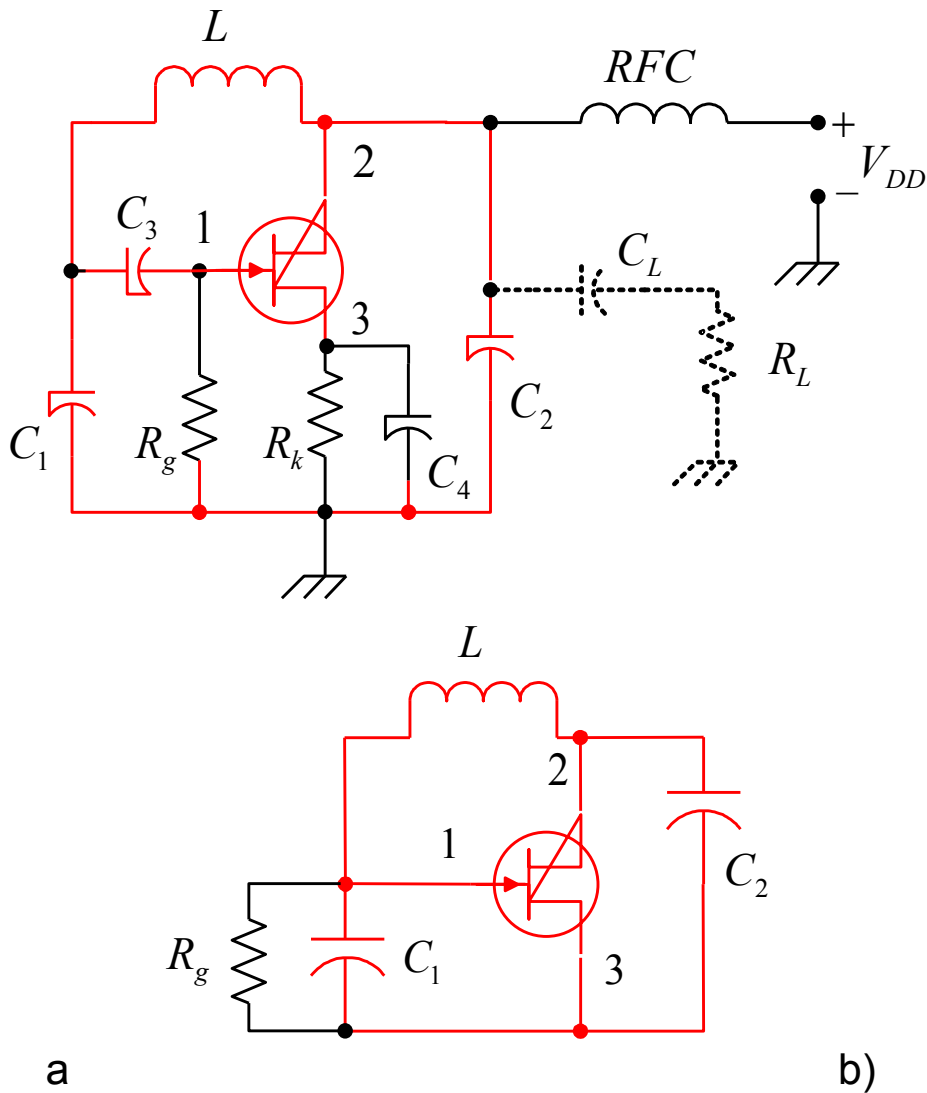 L
RFC
+
2
V_DD
−
C_3
1
C_L
3
R_L
C_2
C_1
R_g
R_k
C_4
L
2
1
C_2
R_g
C_1
3
a
b)